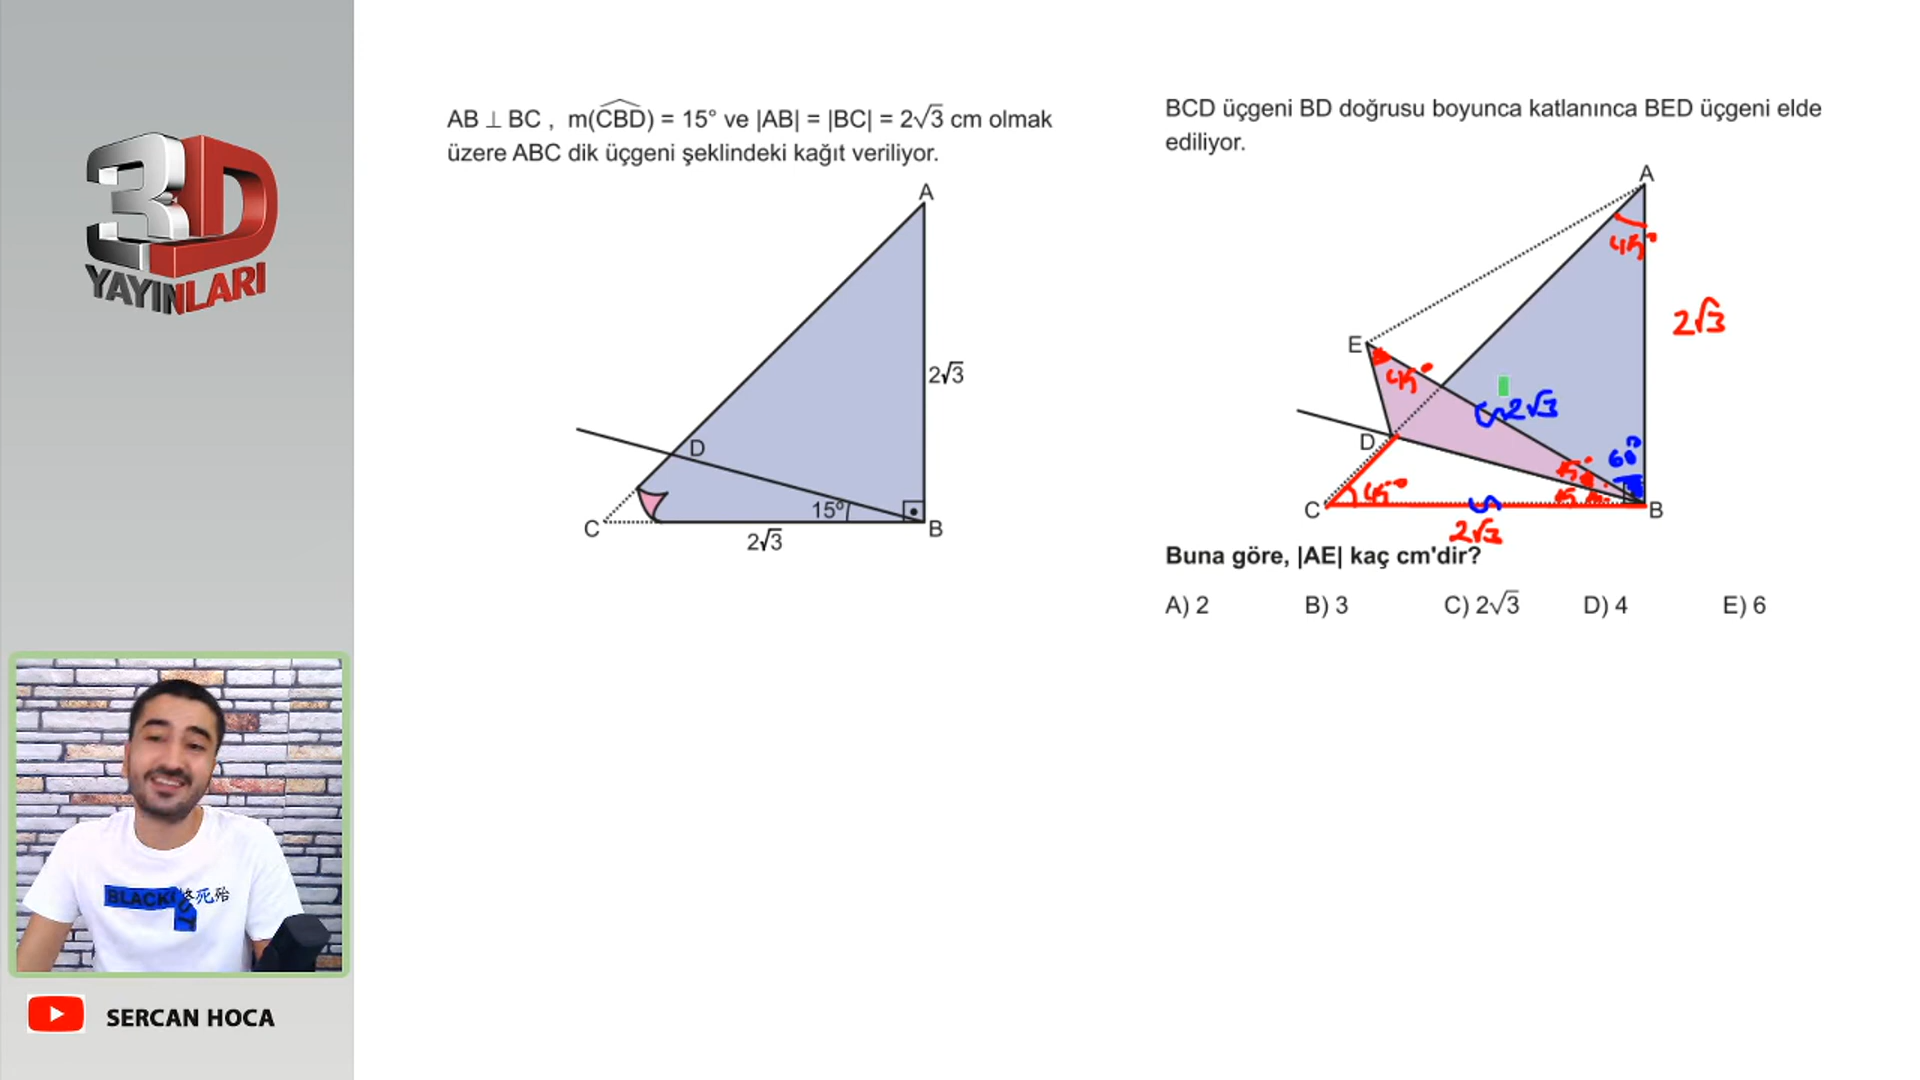 3D
YAYINLARI
AB ⊥ BC , m(CBD) = 15° ve |AB| = |BC| = 2√3 cm olmak
üzere ABC dik üçgeni şeklindeki kağıt veriliyor.
A
2√3
D
15°
C
B
2√3
BCD üçgeni BD doğrusu boyunca katlanınca BED üçgeni elde
ediliyor.
A
45°
2√3
E
45°
2√3
D
60°
15°
15
45°
C
B
2√3
Buna göre, |AE| kaç cm'dir?
A) 2 B) 3 C) 2√3 D) 4 E) 6
SERCAN HOCA